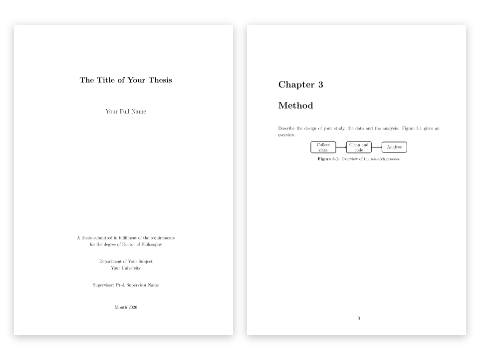 The Title of Your Thesis
Your Full Name
A thesis submitted in fulfilment of the requirements
for the degree of Doctor of Philosophy
Department of Your Subject
Your University
Supervisor: Prof. Supervisor Name
Month 2026
Chapter 3
Method
Describe the design of your study, the data and the analysis. Figure 3.1 gives an
overview.
Collect
data
Clean and
code
Analyse
Figure 3.1: Overview of the research process.